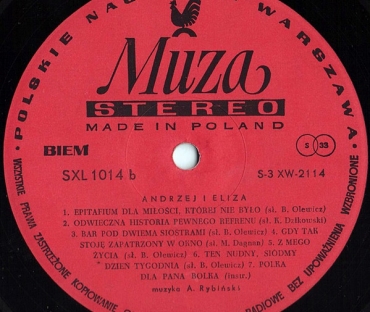 POLSKIE NAGRANIA WARSZAWA
Muza
STEREO
MADE IN POLAND
BIEM
S 33
SXL 1014 b
S-3 XW-2114
ANDRZEJ I ELIZA
1. EPITAFIUM DLA MIŁOŚCI, KTÓREJ NIE BYŁO (sł. B. Olewicz)
2. ODWIECZNA HISTORIA PEWNEGO REFRENU (sł. K. Dzikowski)
3. BAR POD DWIEMA SIOSTRAMI (sł. B. Olewicz) 4. GDY TAK
STOJĘ ZAPATRZONY W OKNO (sł. M. Dagnan) 5. Z MEGO
ŻYCIA (sł. B. Olewicz) 6. TEN NUDNY, SIÓDMY
DZIEŃ TYGODNIA (sł. B. Olewicz) 7. POLKA
DLA PANA BOLKA (instr.)
muzyka A. Rybiński
WSZYSTKIE PRAWA ZASTRZEŻONE KOPIOWANIE RADIOWE BEZ UPOWAŻNIENIA WZBRONIONE